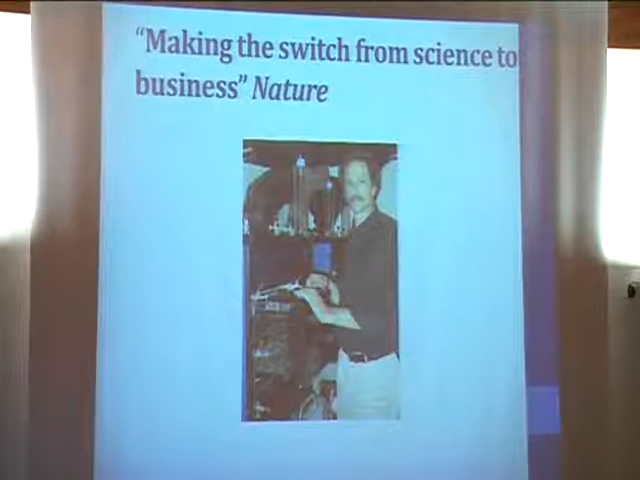 “Making the switch from science to
business” Nature